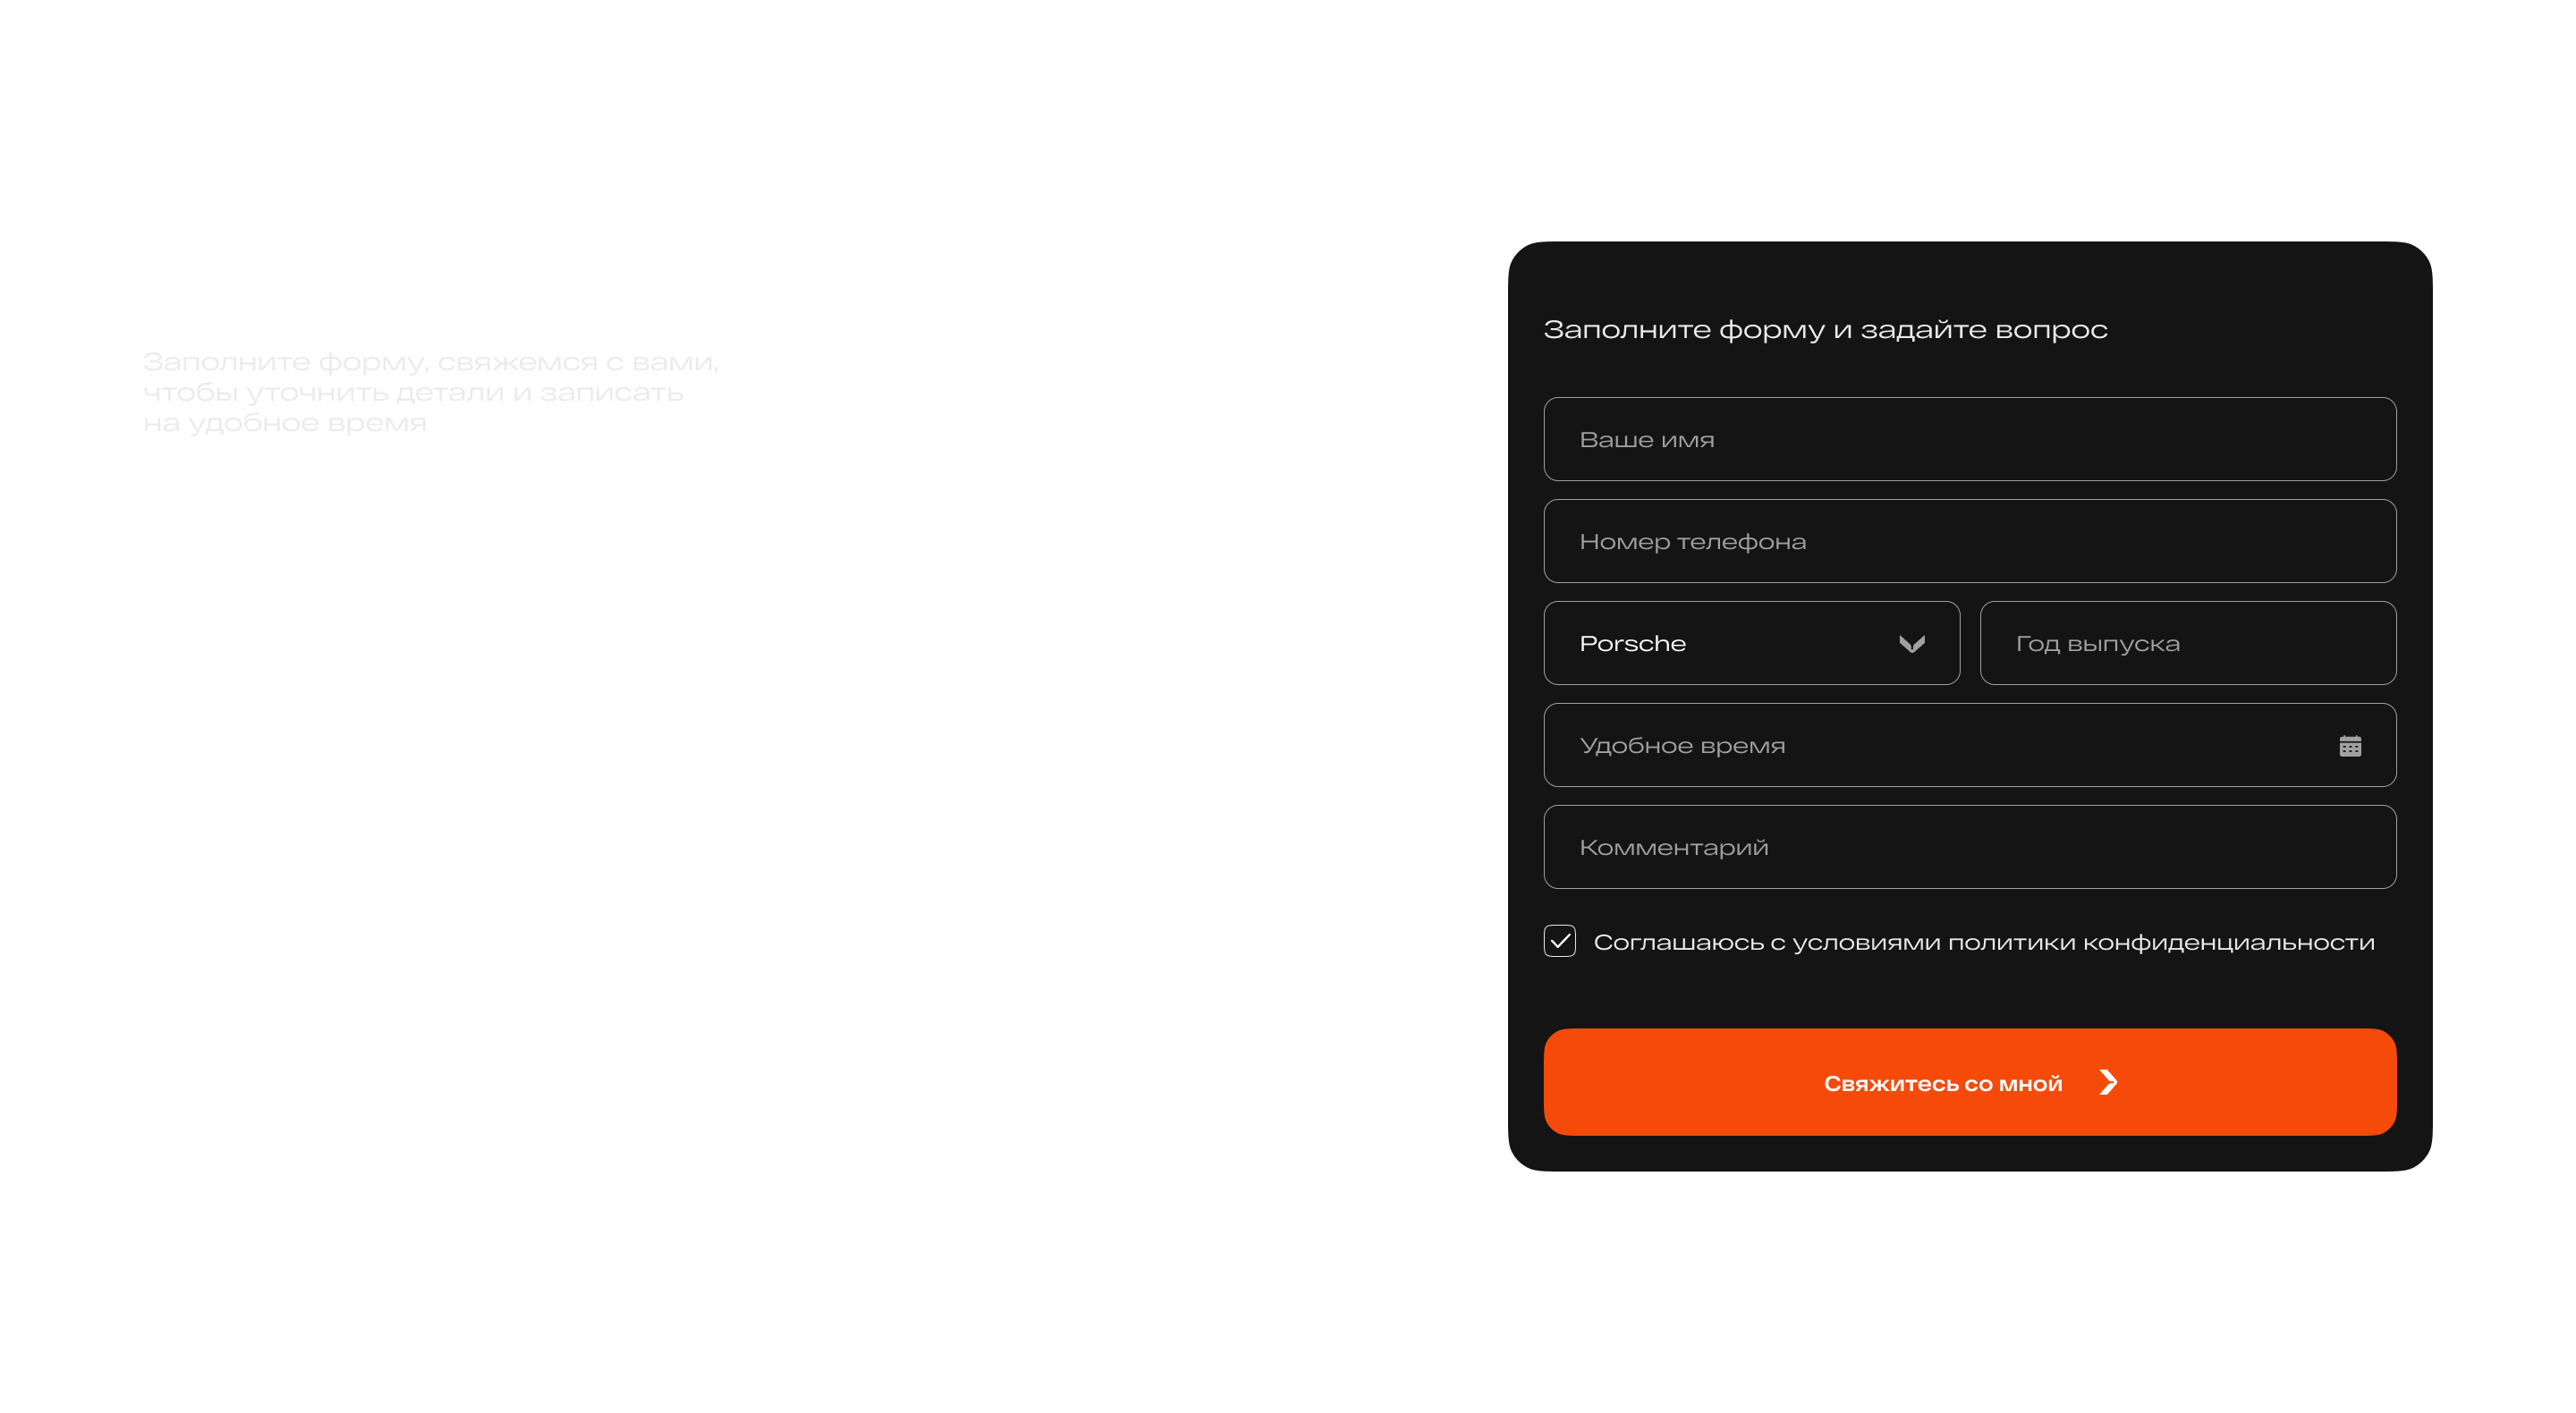 Заполните форму, свяжемся с вами,
чтобы уточнить детали и записать
на удобное время
Заполните форму и задайте вопрос
Ваше имя
Номер телефона
Porsche
Год выпуска
Удобное время
Комментарий
Соглашаюсь с условиями политики конфиденциальности
Свяжитесь со мной